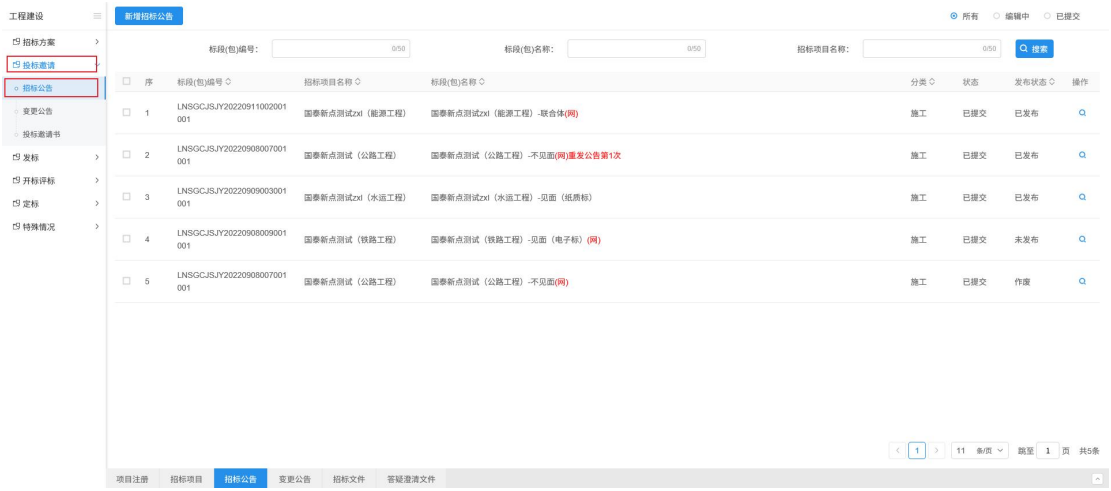 工程建设
招标方案
投标邀请
招标公告
变更公告
投标邀请书
发标
开标评标
定标
特殊情况
新增招标公告
所有 编辑中 已提交
标段(包)编号： 0/50 标段(包)名称： 0/50 招标项目名称： 0/50 搜索
序 标段(包)编号 招标项目名称 标段(包)名称 分类 状态 发布状态 操作
1 LNSGCJSJY20220911002001001 国泰新点测试zxl（能源工程） 国泰新点测试zxl（能源工程）-联合体(网) 施工 已提交 已发布
2 LNSGCJSJY20220908007001001 国泰新点测试（公路工程） 国泰新点测试（公路工程）-不见面(网)重发公告第1次 施工 已提交 已发布
3 LNSGCJSJY20220909003001001 国泰新点测试zxl（水运工程） 国泰新点测试zxl（水运工程）-见面（纸质标） 施工 已提交 已发布
4 LNSGCJSJY20220908009001001 国泰新点测试（铁路工程） 国泰新点测试（铁路工程）-见面（电子标）(网) 施工 已提交 未发布
5 LNSGCJSJY20220908007001001 国泰新点测试（公路工程） 国泰新点测试（公路工程）-不见面(网) 施工 已提交 作废
1 11 条/页 跳至 1 页 共5条
项目注册 招标项目 招标公告 变更公告 招标文件 答疑澄清文件